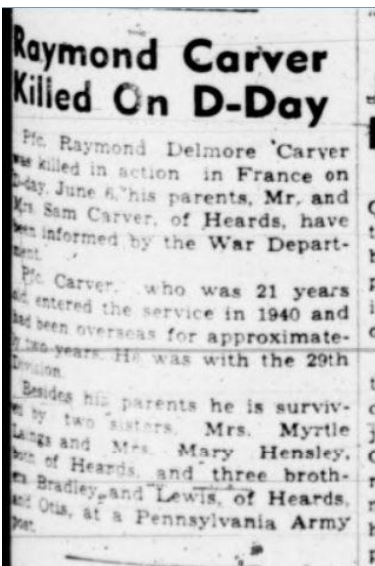 Raymond Carver
Killed On D-Day
Pfc. Raymond Delmore Carver
was killed in action in France on
D-day, June 6, his parents, Mr. and
Mrs. Sam Carver, of Heards, have
been informed by the War Depart-
ment.
Pfc. Carver, who was 21 years
old entered the service in 1940 and
had been overseas for approximate-
ly two years. He was with the 29th
Division.
Besides his parents he is surviv-
ed by two sisters, Mrs. Myrtle
and Mrs. Mary Hensley,
both of Heards, and three broth-
ers, Bradley and Lewis, of Heards,
and Otis, at a Pennsylvania Army
post.